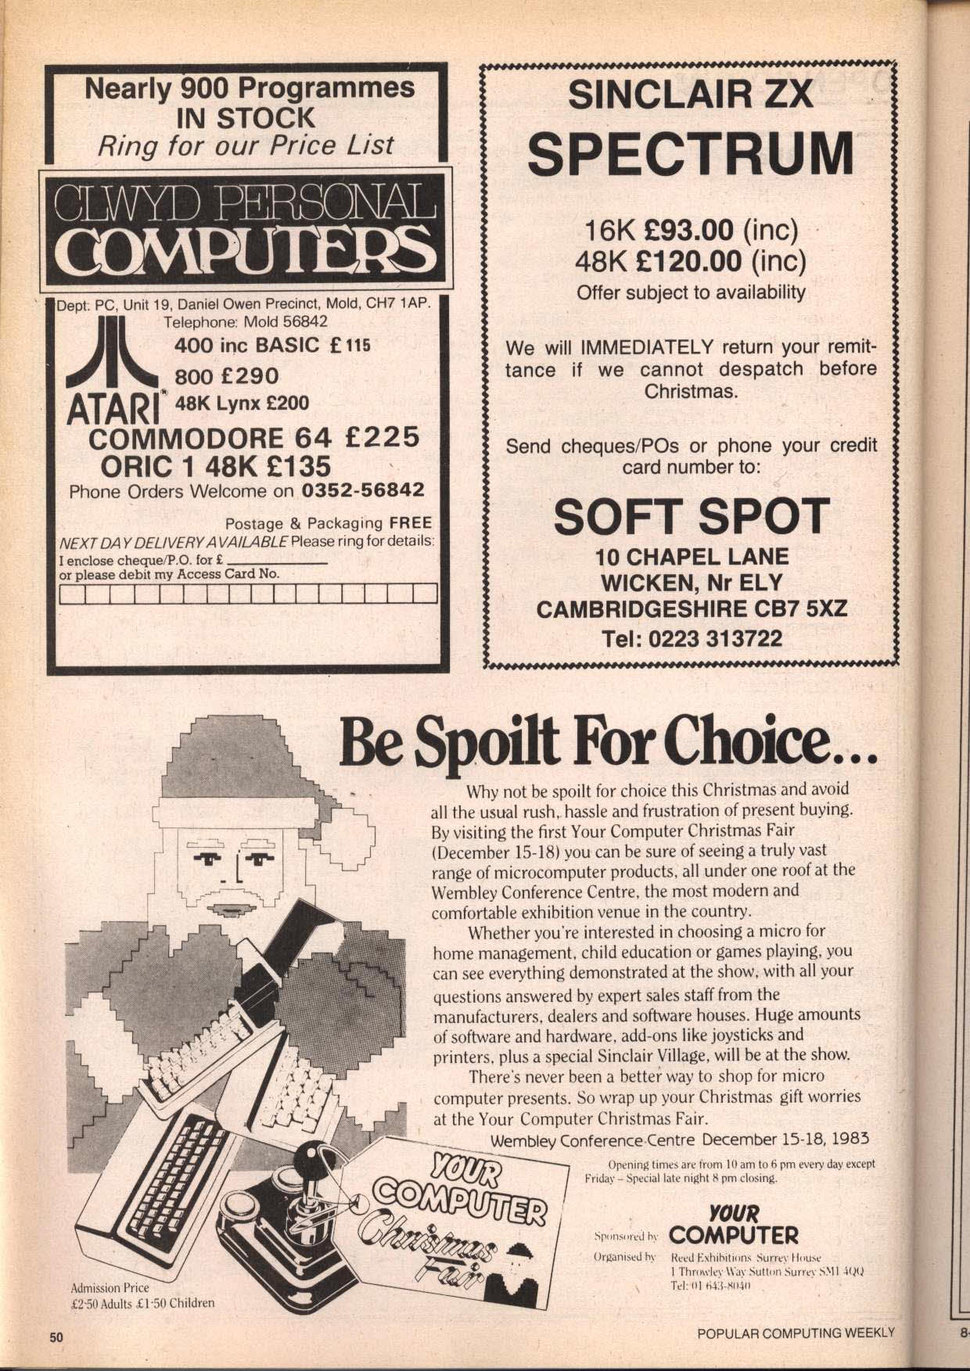 Nearly 900 Programmes
IN STOCK
Ring for our Price List
CLWYD PERSONAL
COMPUTERS
Dept: PC, Unit 19, Daniel Owen Precinct, Mold, CH7 1AP.
Telephone: Mold 56842
400 inc BASIC £115
800 £290
ATARI
48K Lynx £200
COMMODORE 64 £225
ORIC 1 48K £135
Phone Orders Welcome on 0352-56842
Postage & Packaging FREE
NEXT DAY DELIVERY AVAILABLE Please ring for details:
I enclose cheque/P.O. for £
or please debit my Access Card No.
SINCLAIR ZX
SPECTRUM
16K £93.00 (inc)
48K £120.00 (inc)
Offer subject to availability
We will IMMEDIATELY return your remit-
tance if we cannot despatch before
Christmas.
Send cheques/POs or phone your credit
card number to:
SOFT SPOT
10 CHAPEL LANE
WICKEN, Nr ELY
CAMBRIDGESHIRE CB7 5XZ
Tel: 0223 313722
Be Spoilt For Choice...
Why not be spoilt for choice this Christmas and avoid
all the usual rush, hassle and frustration of present buying.
By visiting the first Your Computer Christmas Fair
(December 15-18) you can be sure of seeing a truly vast
range of microcomputer products, all under one roof at the
Wembley Conference Centre, the most modern and
comfortable exhibition venue in the country.
Whether you're interested in choosing a micro for
home management, child education or games playing, you
can see everything demonstrated at the show, with all your
questions answered by expert sales staff from the
manufacturers, dealers and software houses. Huge amounts
of software and hardware, add-ons like joysticks and
printers, plus a special Sinclair Village, will be at the show.
There's never been a better way to shop for micro
computer presents. So wrap up your Christmas gift worries
at the Your Computer Christmas Fair.
Wembley Conference Centre December 15-18, 1983
Opening times are from 10 am to 6 pm every day except
Friday – Special late night 8 pm closing.
YOUR
COMPUTER
Christmas
Fair
Sponsored by YOUR
COMPUTER
Organised by Reed Exhibitions Surrey House
1 Throwley Way Sutton Surrey SM1 4QQ
Tel: 01 643-8040
Admission Price
£2·50 Adults £1·50 Children
50
POPULAR COMPUTING WEEKLY
8-